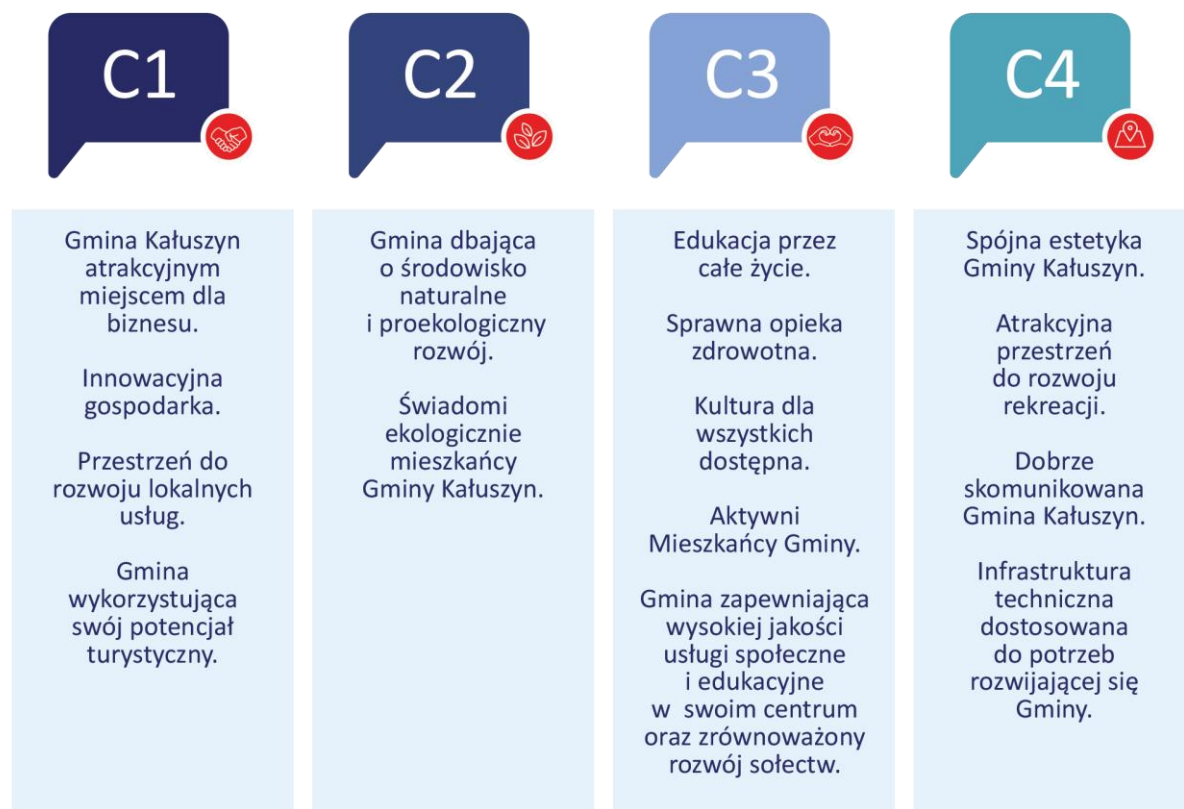 C1
Gmina Kałuszyn
atrakcyjnym
miejscem dla
biznesu.
Innowacyjna
gospodarka.
Przestrzeń do
rozwoju lokalnych
usług.
Gmina
wykorzystująca
swój potencjał
turystyczny.
C2
Gmina dbająca
o środowisko
naturalne
i proekologiczny
rozwój.
Świadomi
ekologicznie
mieszkańcy
Gminy Kałuszyn.
C3
Edukacja przez
całe życie.
Sprawna opieka
zdrowotna.
Kultura dla
wszystkich
dostępna.
Aktywni
Mieszkańcy Gminy.
Gmina zapewniająca
wysokiej jakości
usługi społeczne
i edukacyjne
w swoim centrum
oraz zrównoważony
rozwój sołectw.
C4
Spójna estetyka
Gminy Kałuszyn.
Atrakcyjna
przestrzeń
do rozwoju
rekreacji.
Dobrze
skomunikowana
Gmina Kałuszyn.
Infrastruktura
techniczna
dostosowana
do potrzeb
rozwijającej się
Gminy.